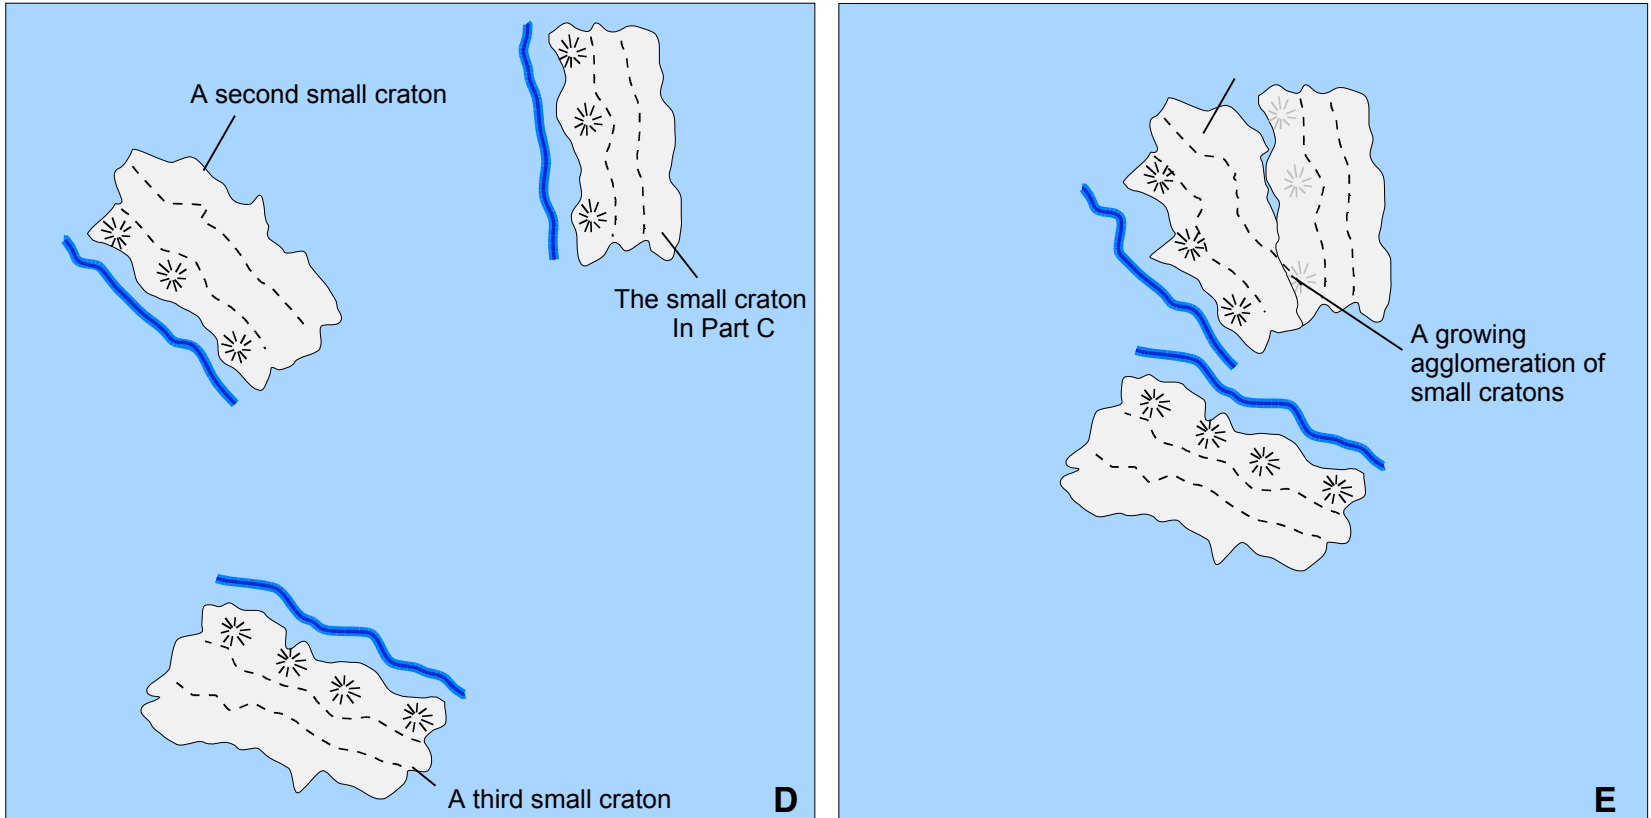 A second small craton
The small craton
In Part C
A third small craton
D
A growing
agglomeration of
small cratons
E